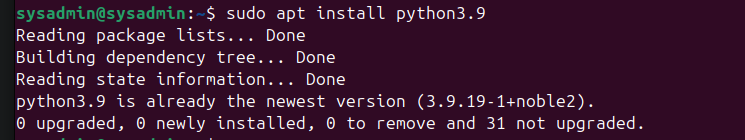 sysadmin@sysadmin:~$ sudo apt install python3.9
Reading package lists... Done
Building dependency tree... Done
Reading state information... Done
python3.9 is already the newest version (3.9.19-1+noble2).
0 upgraded, 0 newly installed, 0 to remove and 31 not upgraded.